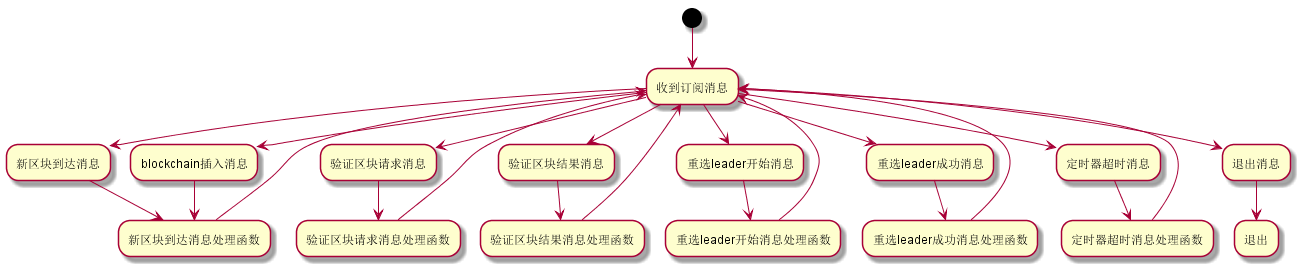 收到订阅消息
新区块到达消息
blockchain插入消息
验证区块请求消息
验证区块结果消息
重选leader开始消息
重选leader成功消息
定时器超时消息
退出消息
新区块到达消息处理函数
验证区块请求消息处理函数
验证区块结果消息处理函数
重选leader开始消息处理函数
重选leader成功消息处理函数
定时器超时消息处理函数
退出